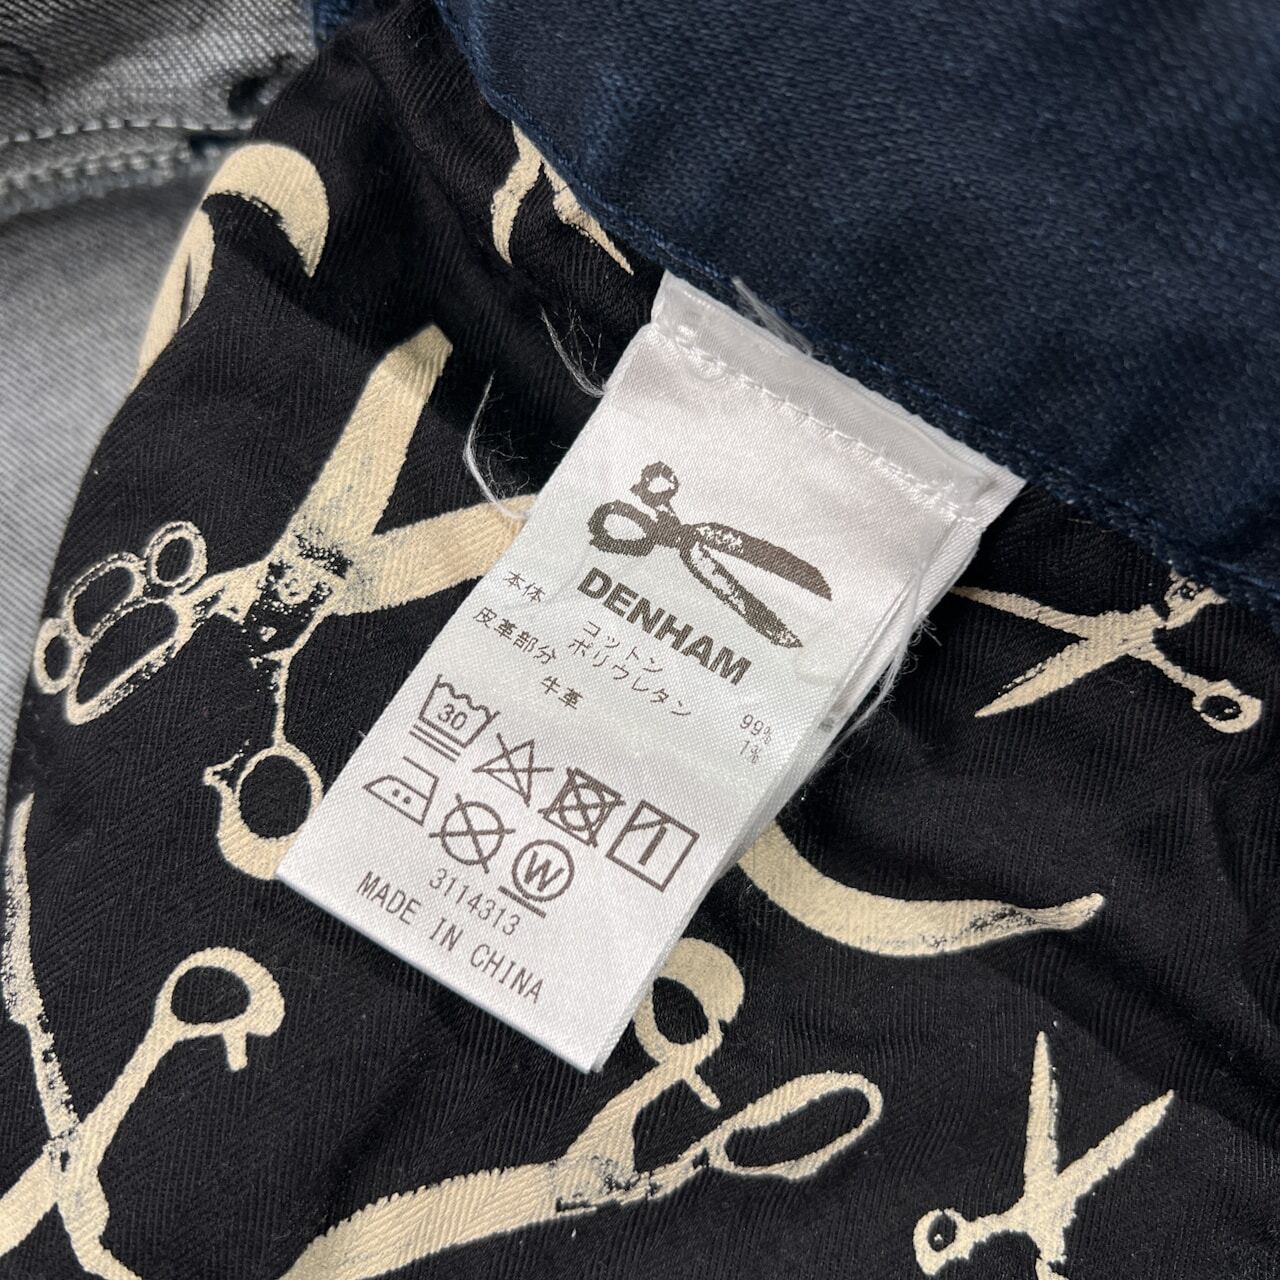 DENHAM
本体 コットン 99%
ポリウレタン 1%
皮革部分 牛革
30
W
3114313
MADE IN CHINA